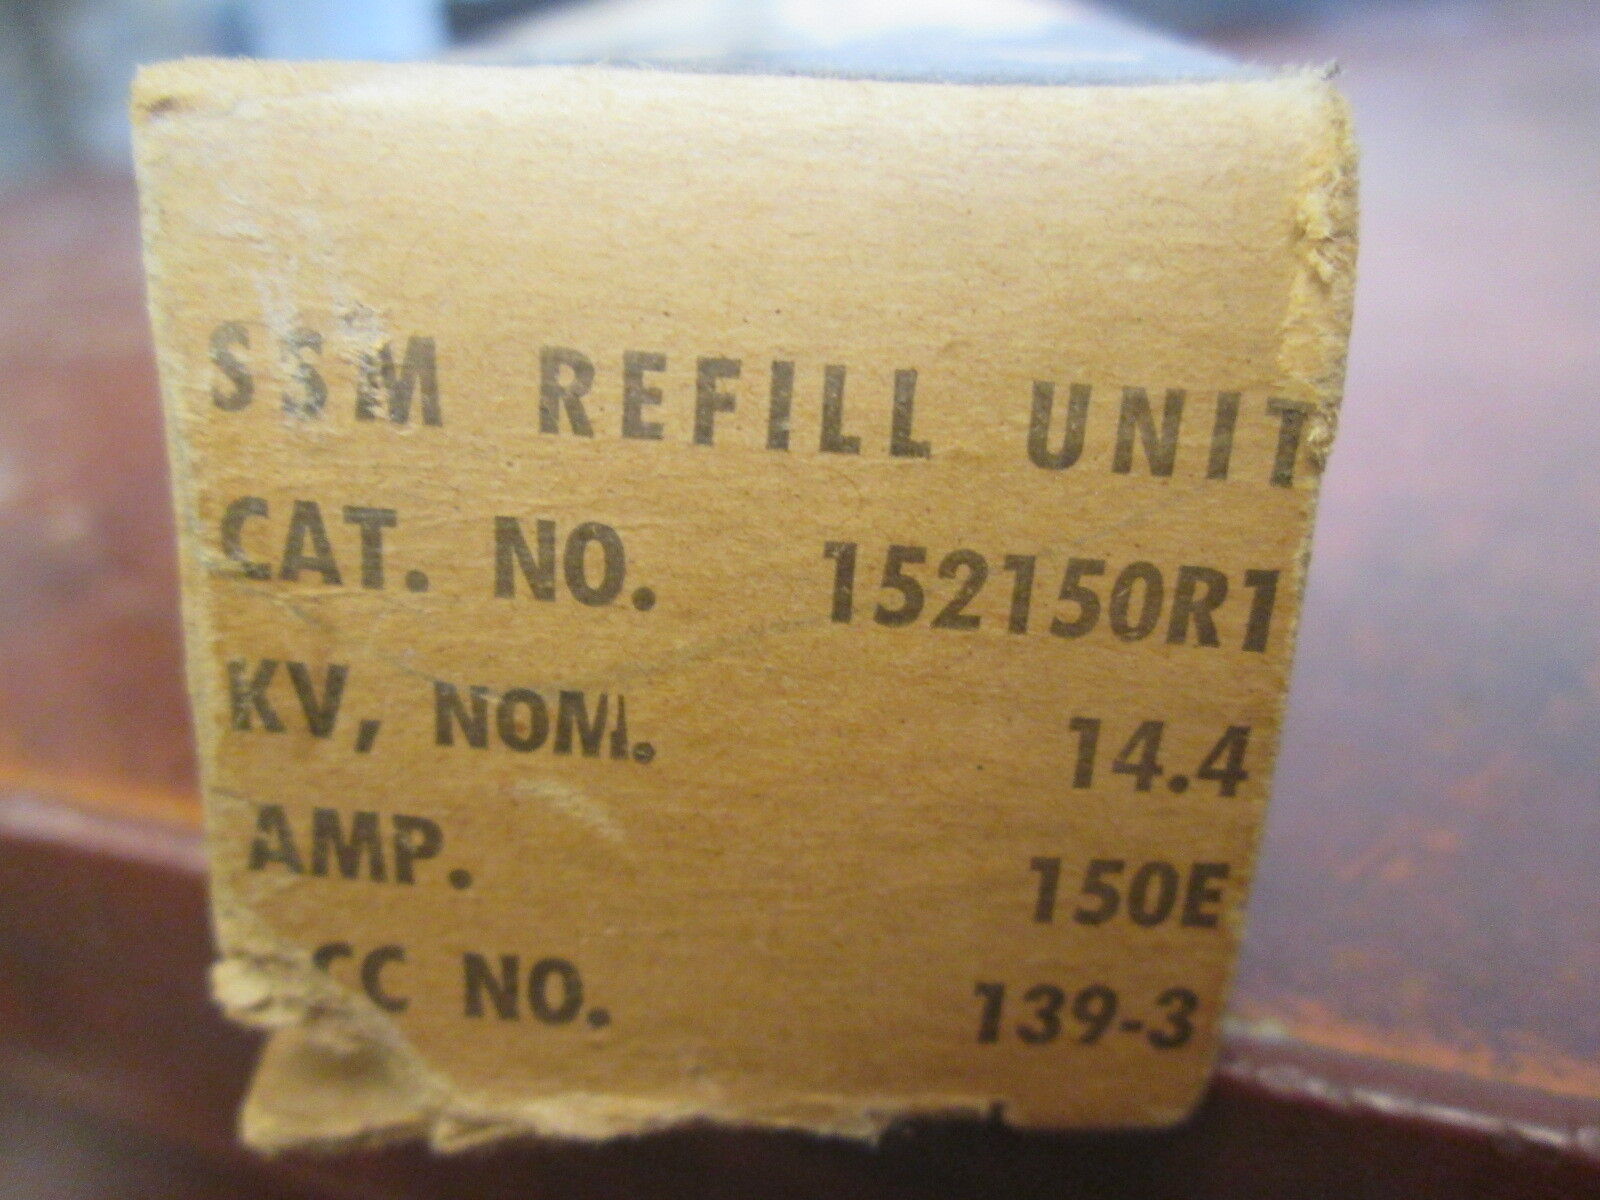 SSM REFILL UNIT
CAT. NO. 152150R1
KV, NOM. 14.4
AMP. 150E
NO. 139-3